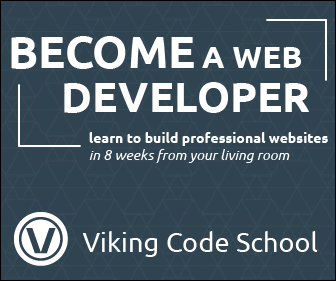 BECOME A WEB
DEVELOPER
learn to build professional websites
in 8 weeks from your living room
V Viking Code School